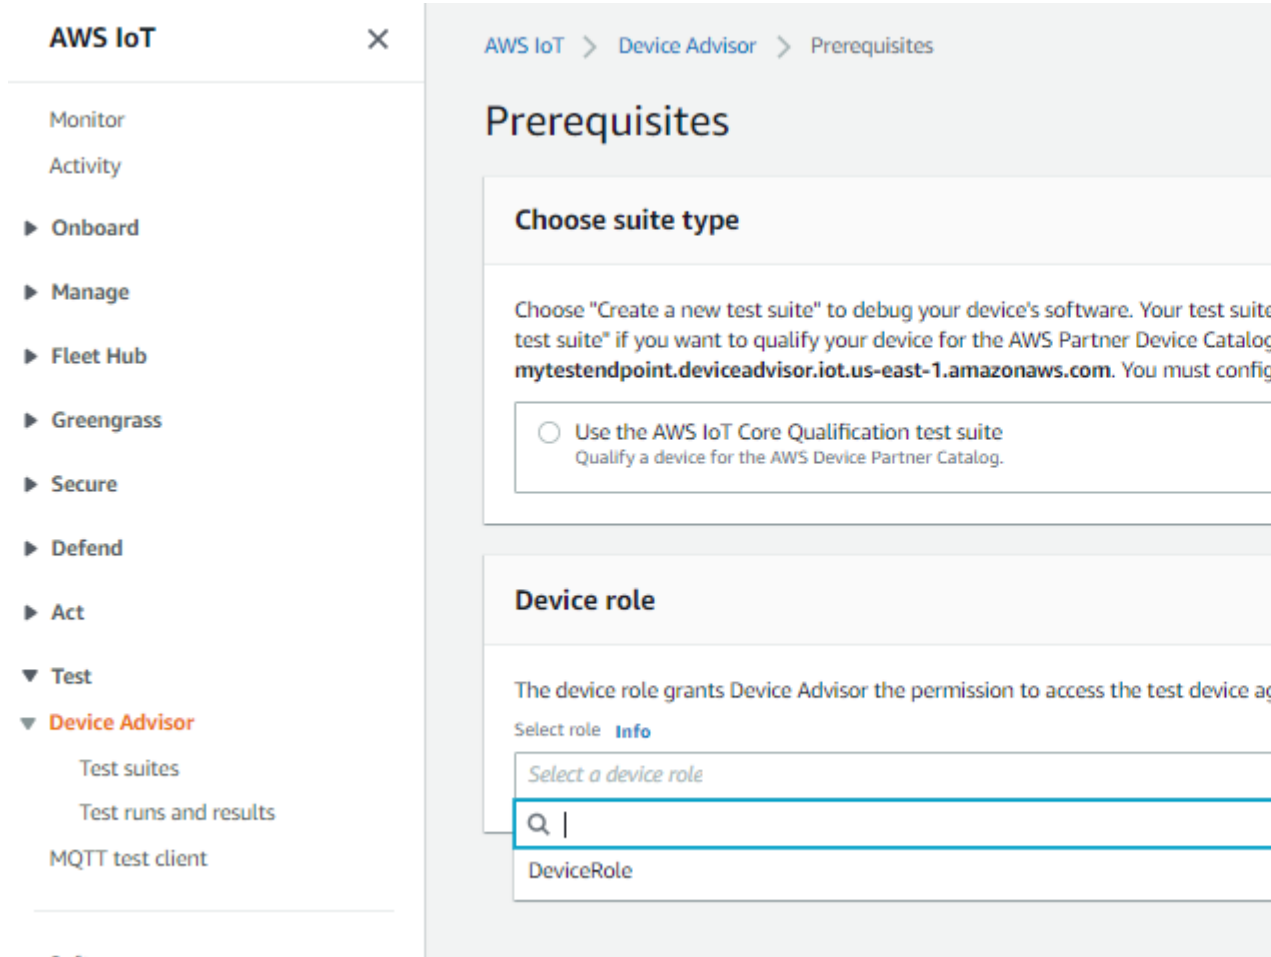 AWS IoT
Monitor
Activity
Onboard
Manage
Fleet Hub
Greengrass
Secure
Defend
Act
Test
Device Advisor
Test suites
Test runs and results
MQTT test client
AWS IoT > Device Advisor > Prerequisites
Prerequisites
Choose suite type
Choose "Create a new test suite" to debug your device's software. Your test suite
test suite" if you want to qualify your device for the AWS Partner Device Catalog
mytestendpoint.deviceadvisor.iot.us-east-1.amazonaws.com. You must config
Use the AWS IoT Core Qualification test suite
Qualify a device for the AWS Device Partner Catalog.
Device role
The device role grants Device Advisor the permission to access the test device ag
Select role Info
Select a device role
DeviceRole